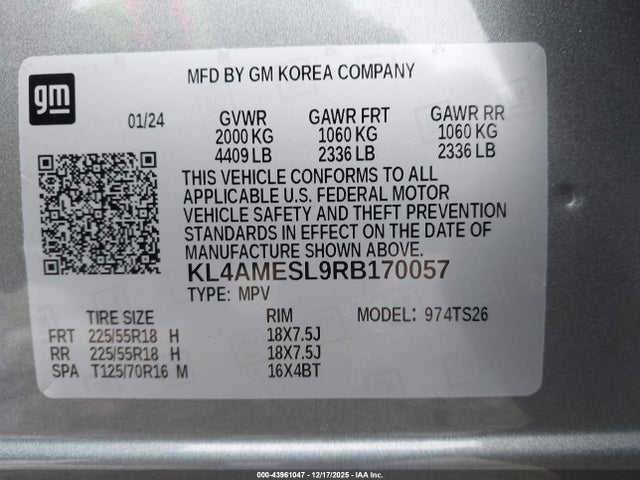 gm
MFD BY GM KOREA COMPANY
01/24
GVWR GAWR FRT GAWR RR
2000 KG 1060 KG 1060 KG
4409 LB 2336 LB 2336 LB
THIS VEHICLE CONFORMS TO ALL
APPLICABLE U.S. FEDERAL MOTOR
VEHICLE SAFETY AND THEFT PREVENTION
STANDARDS IN EFFECT ON THE DATE OF
MANUFACTURE SHOWN ABOVE.
KL4AMESL9RB170057
TYPE: MPV MODEL: 974TS26
TIRE SIZE RIM
FRT 225/55R18 H 18X7.5J
RR 225/55R18 H 18X7.5J
SPA T125/70R16 M 16X4BT
000-43961047 | 12/17/2025 | IAA Inc.